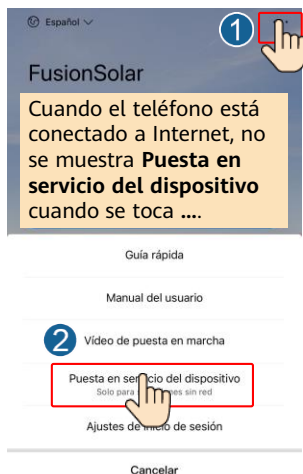 Español
1
FusionSolar
Cuando el teléfono está
conectado a Internet, no
se muestra Puesta en
servicio del dispositivo
cuando se toca ....
Guía rápida
Manual del usuario
2 Vídeo de puesta en marcha
Puesta en servicio del dispositivo
Solo para sin red
Ajustes de inicio de sesión
Cancelar